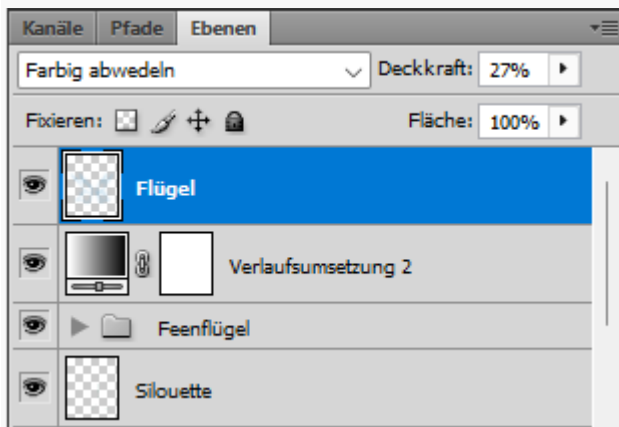 Kanäle Pfade Ebenen
Farbig abwedeln Deckkraft: 27%
Fixieren: Fläche: 100%
Flügel
Verlaufsumsetzung 2
Feenflügel
Silouette